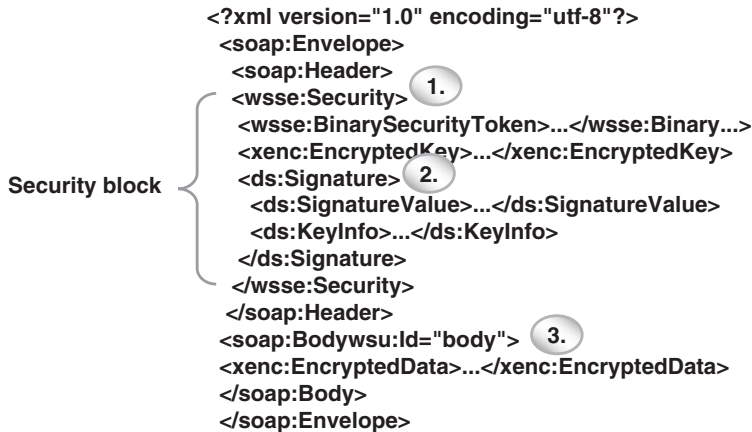 <?xml version="1.0" encoding="utf-8"?>
<soap:Envelope>
<soap:Header>
<wsse:Security> 1.
<wsse:BinarySecurityToken>...</wsse:Binary...>
<xenc:EncryptedKey>...</xenc:EncryptedKey>
Security block
<ds:Signature> 2.
<ds:SignatureValue>...</ds:SignatureValue>
<ds:KeyInfo>...</ds:KeyInfo>
</ds:Signature>
</wsse:Security>
</soap:Header>
<soap:Bodywsu:Id="body"> 3.
<xenc:EncryptedData>...</xenc:EncryptedData>
</soap:Body>
</soap:Envelope>